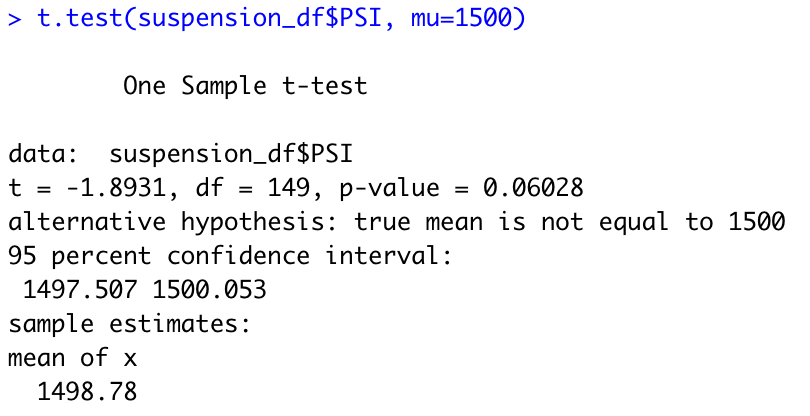 > t.test(suspension_df$PSI, mu=1500)
One Sample t-test
data:  suspension_df$PSI
t = -1.8931, df = 149, p-value = 0.06028
alternative hypothesis: true mean is not equal to 1500
95 percent confidence interval:
1497.507 1500.053
sample estimates:
mean of x
1498.78